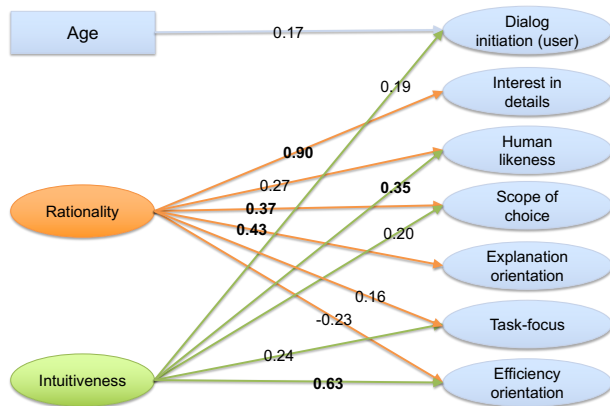 Age
0.17
Dialog
initiation (user)
0.19
Interest in
details
0.90
Human
likeness
0.27
0.35
Rationality
0.37
Scope of
choice
0.43
0.20
Explanation
orientation
0.16
-0.23
Task-focus
0.24
Intuitiveness
0.63
Efficiency
orientation